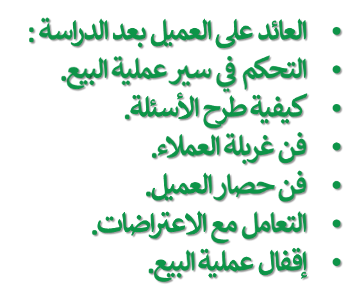 • العائد على العميل بعد الدراسة :
• التحكم في سير عملية البيع.
• كيفية طرح الأسئلة.
• فن غربلة العملاء.
• فن حصار العميل.
• التعامل مع الاعتراضات.
• إقفال عملية البيع.